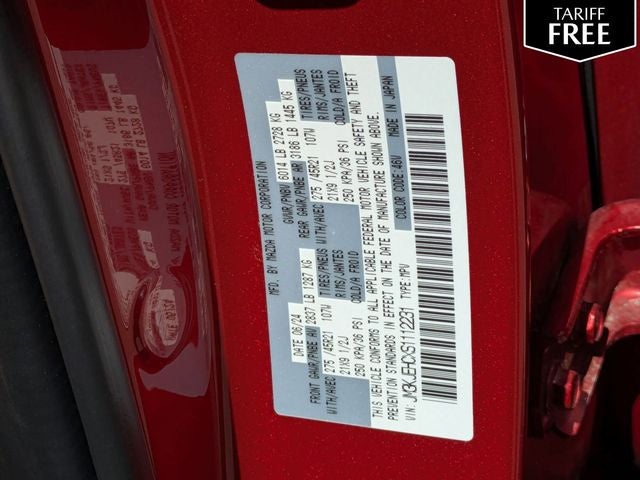 TARIFF
FREE
MFD. BY MAZDA MOTOR CORPORATION
DATE 06/24 GVWR/PNBV 6014 LB 2728 KG
FRONT GAWR/PNBE AV 2837 LB 1287 KG REAR GAWR/PNBE AR 3186 LB 1445 KG
WITH/AVEC 275 /45R21 107W TIRES/PNEUS WITH/AVEC 275 /45R21 107W TIRES/PNEUS
21X9 1/2J RIMS/JANTES 21X9 1/2J RIMS/JANTES
250 KPA/36 PSI COLD/A FROID 250 KPA/36 PSI COLD/A FROID
THIS VEHICLE CONFORMS TO ALL APPLICABLE FEDERAL MOTOR VEHICLE SAFETY AND THEFT
PREVENTION STANDARDS IN EFFECT ON THE DATE OF MANUFACTURE SHOWN ABOVE.
VIN: TYPE:MPV COLOR CODE:46V MADE IN JAPAN